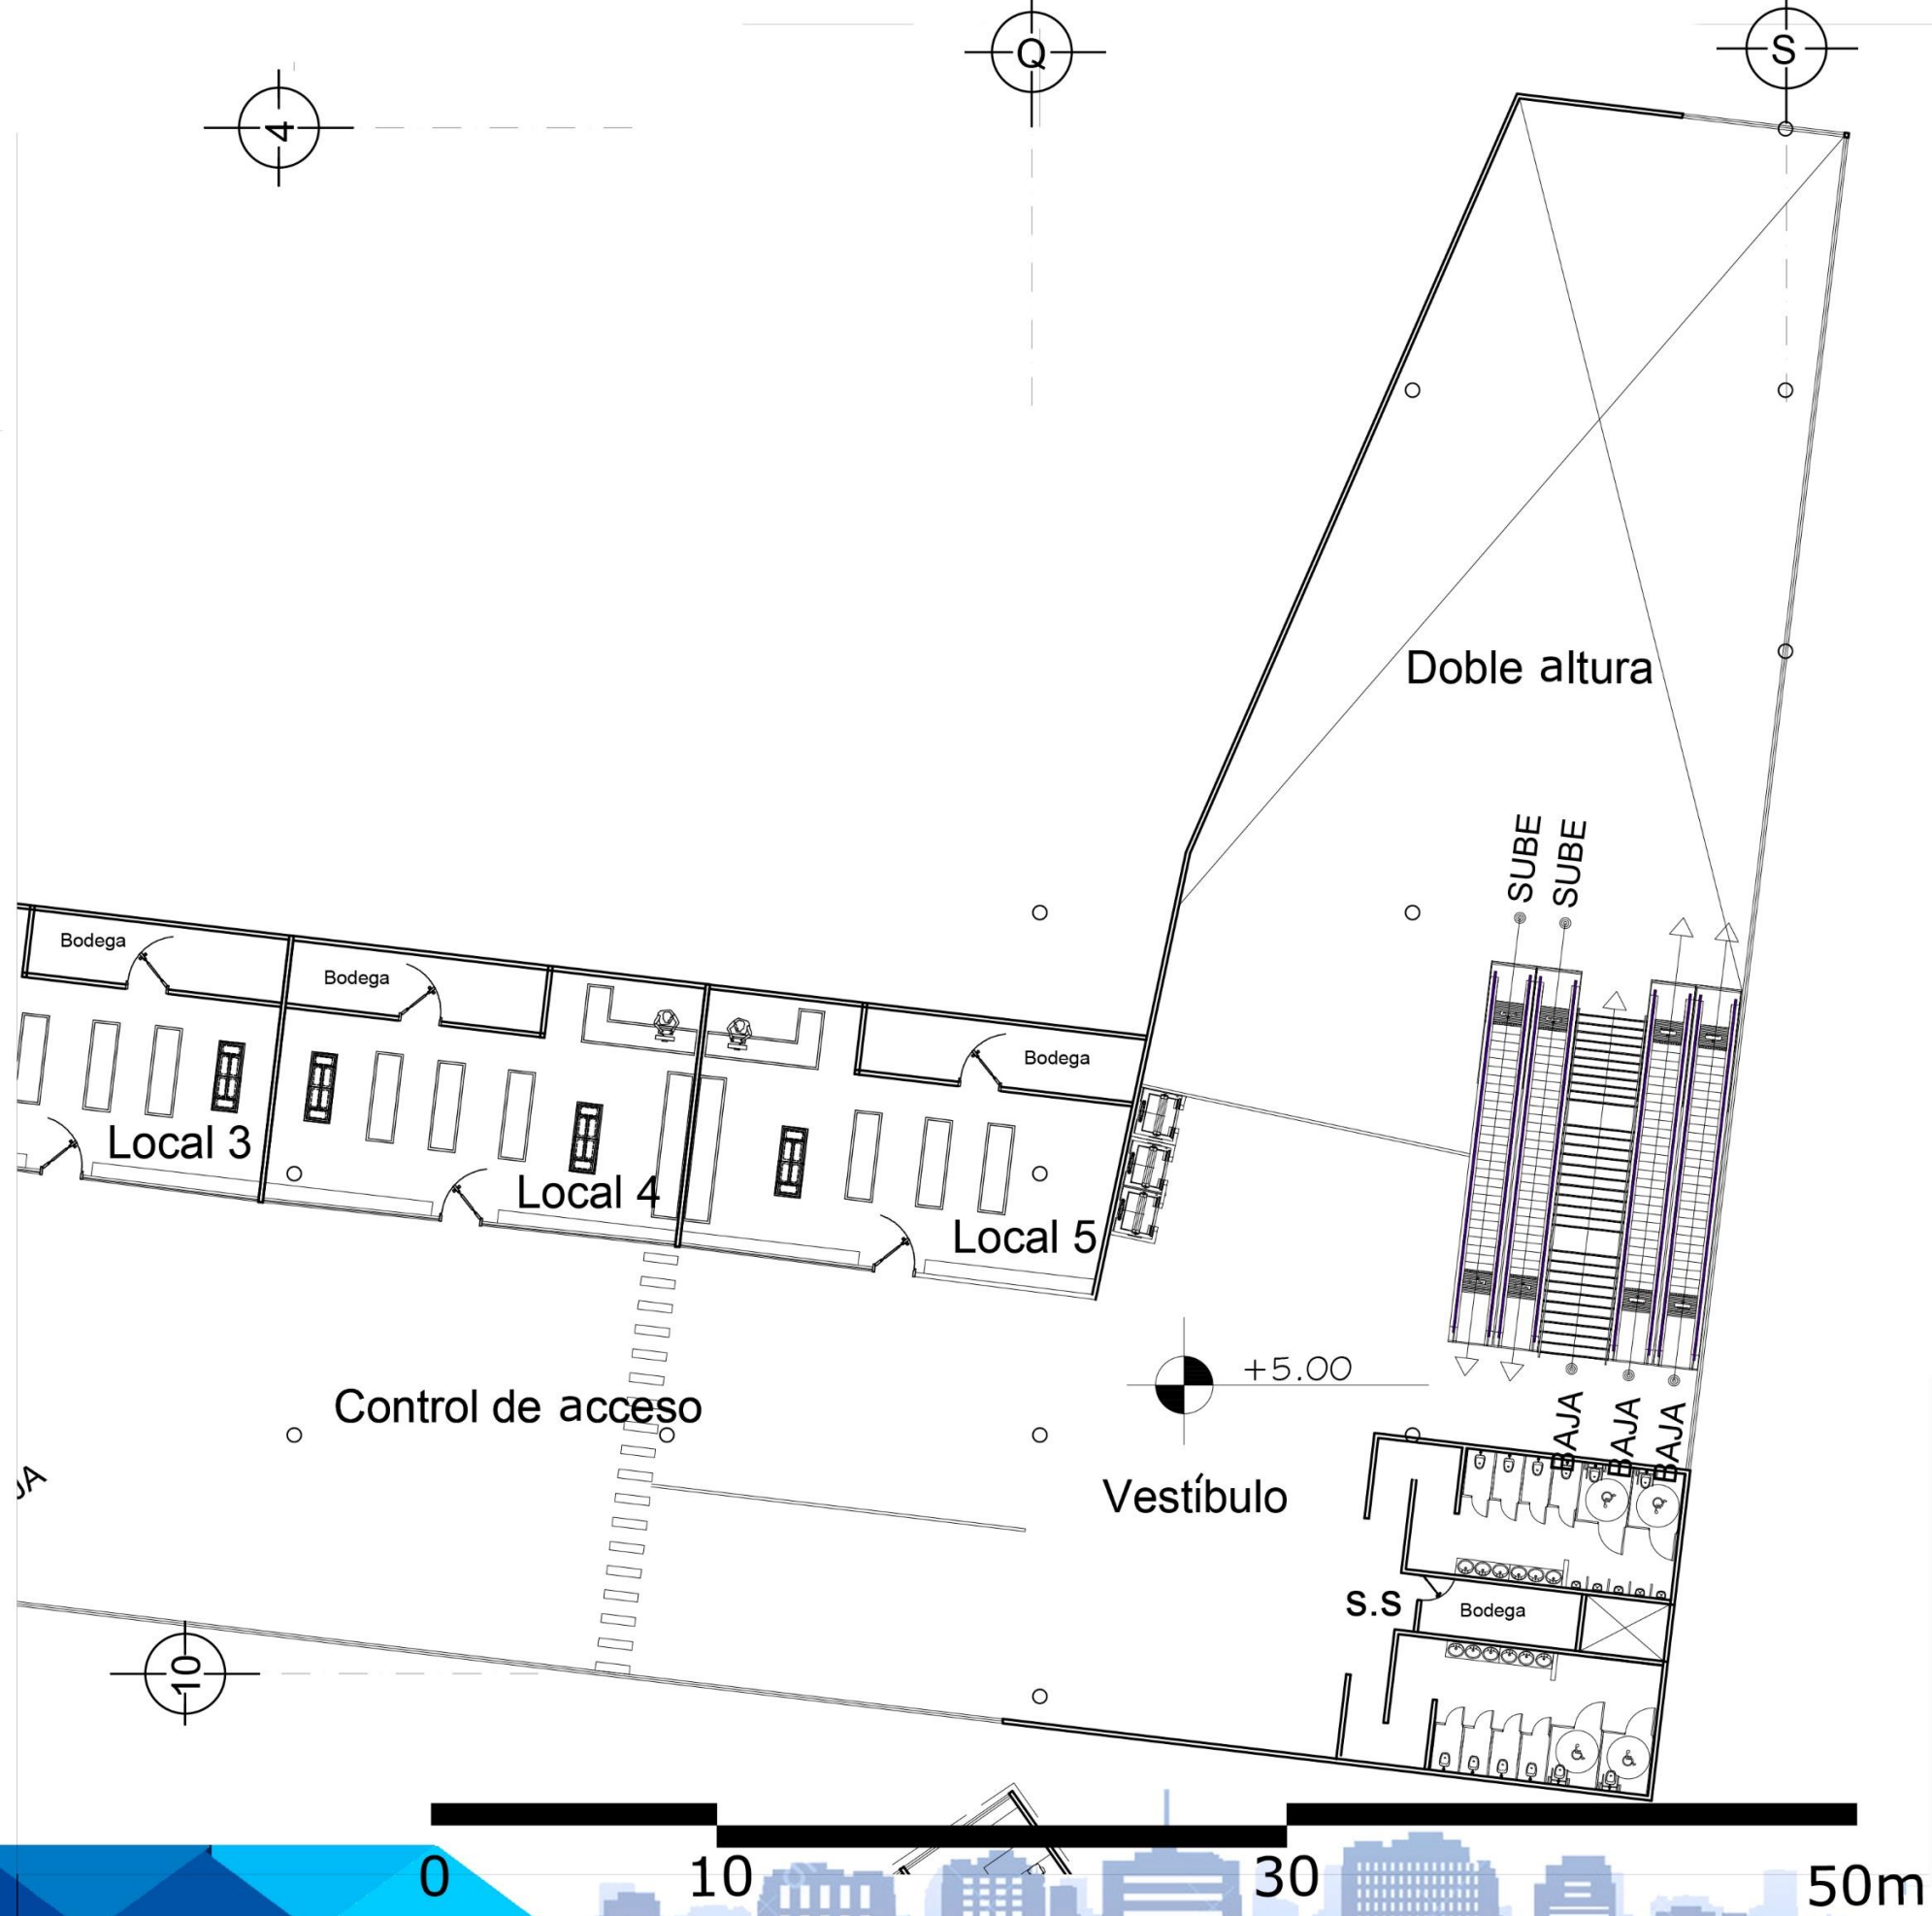 Q
S
4
Doble altura
SUBE
SUBE
Bodega
Bodega
Bodega
Local 3
Local 4
Local 5
+5.00
Control de acceso
BAJA
BAJA
BAJA
Vestíbulo
JA
s.s
Bodega
10
0
10
30
50m